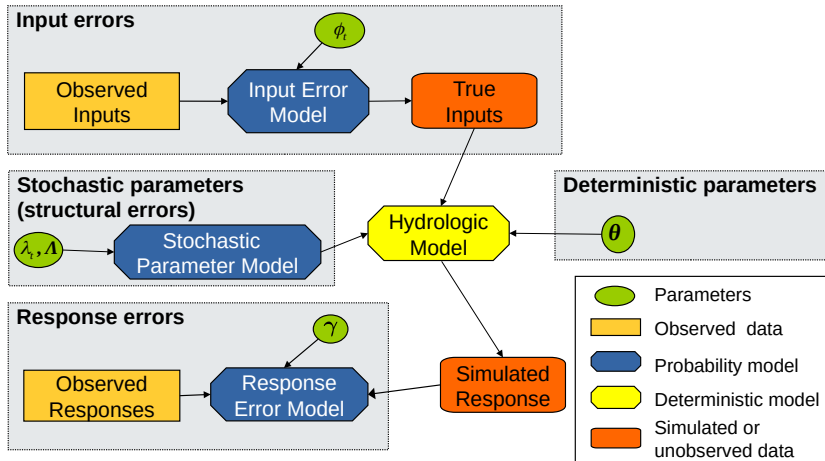 Input errors
ϕt
Observed
Inputs
Input Error
Model
True
Inputs
Stochastic parameters
(structural errors)
λt , Λ
Stochastic
Parameter Model
Hydrologic
Model
Deterministic parameters
θ
Response errors
γ
Observed
Responses
Response
Error Model
Simulated
Response
Parameters
Observed data
Probability model
Deterministic model
Simulated or
unobserved data